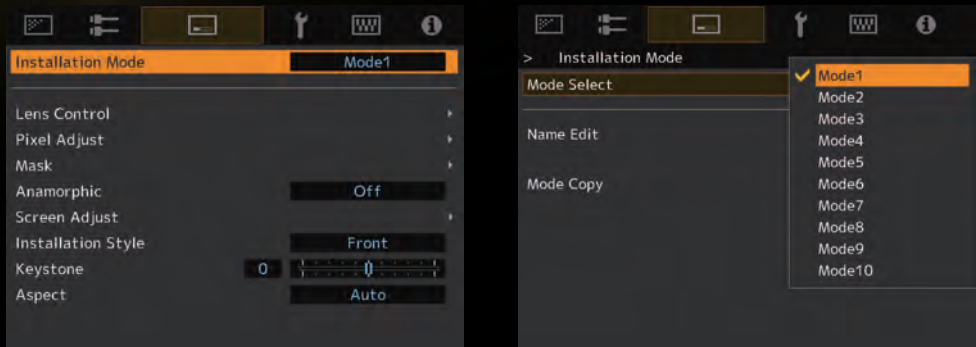 Installation Mode Mode1
Lens Control
Pixel Adjust
Mask
Anamorphic Off
Screen Adjust
Installation Style Front
Keystone 0
Aspect Auto
> Installation Mode
Mode Select
Name Edit
Mode Copy
Mode1
Mode2
Mode3
Mode4
Mode5
Mode6
Mode7
Mode8
Mode9
Mode10